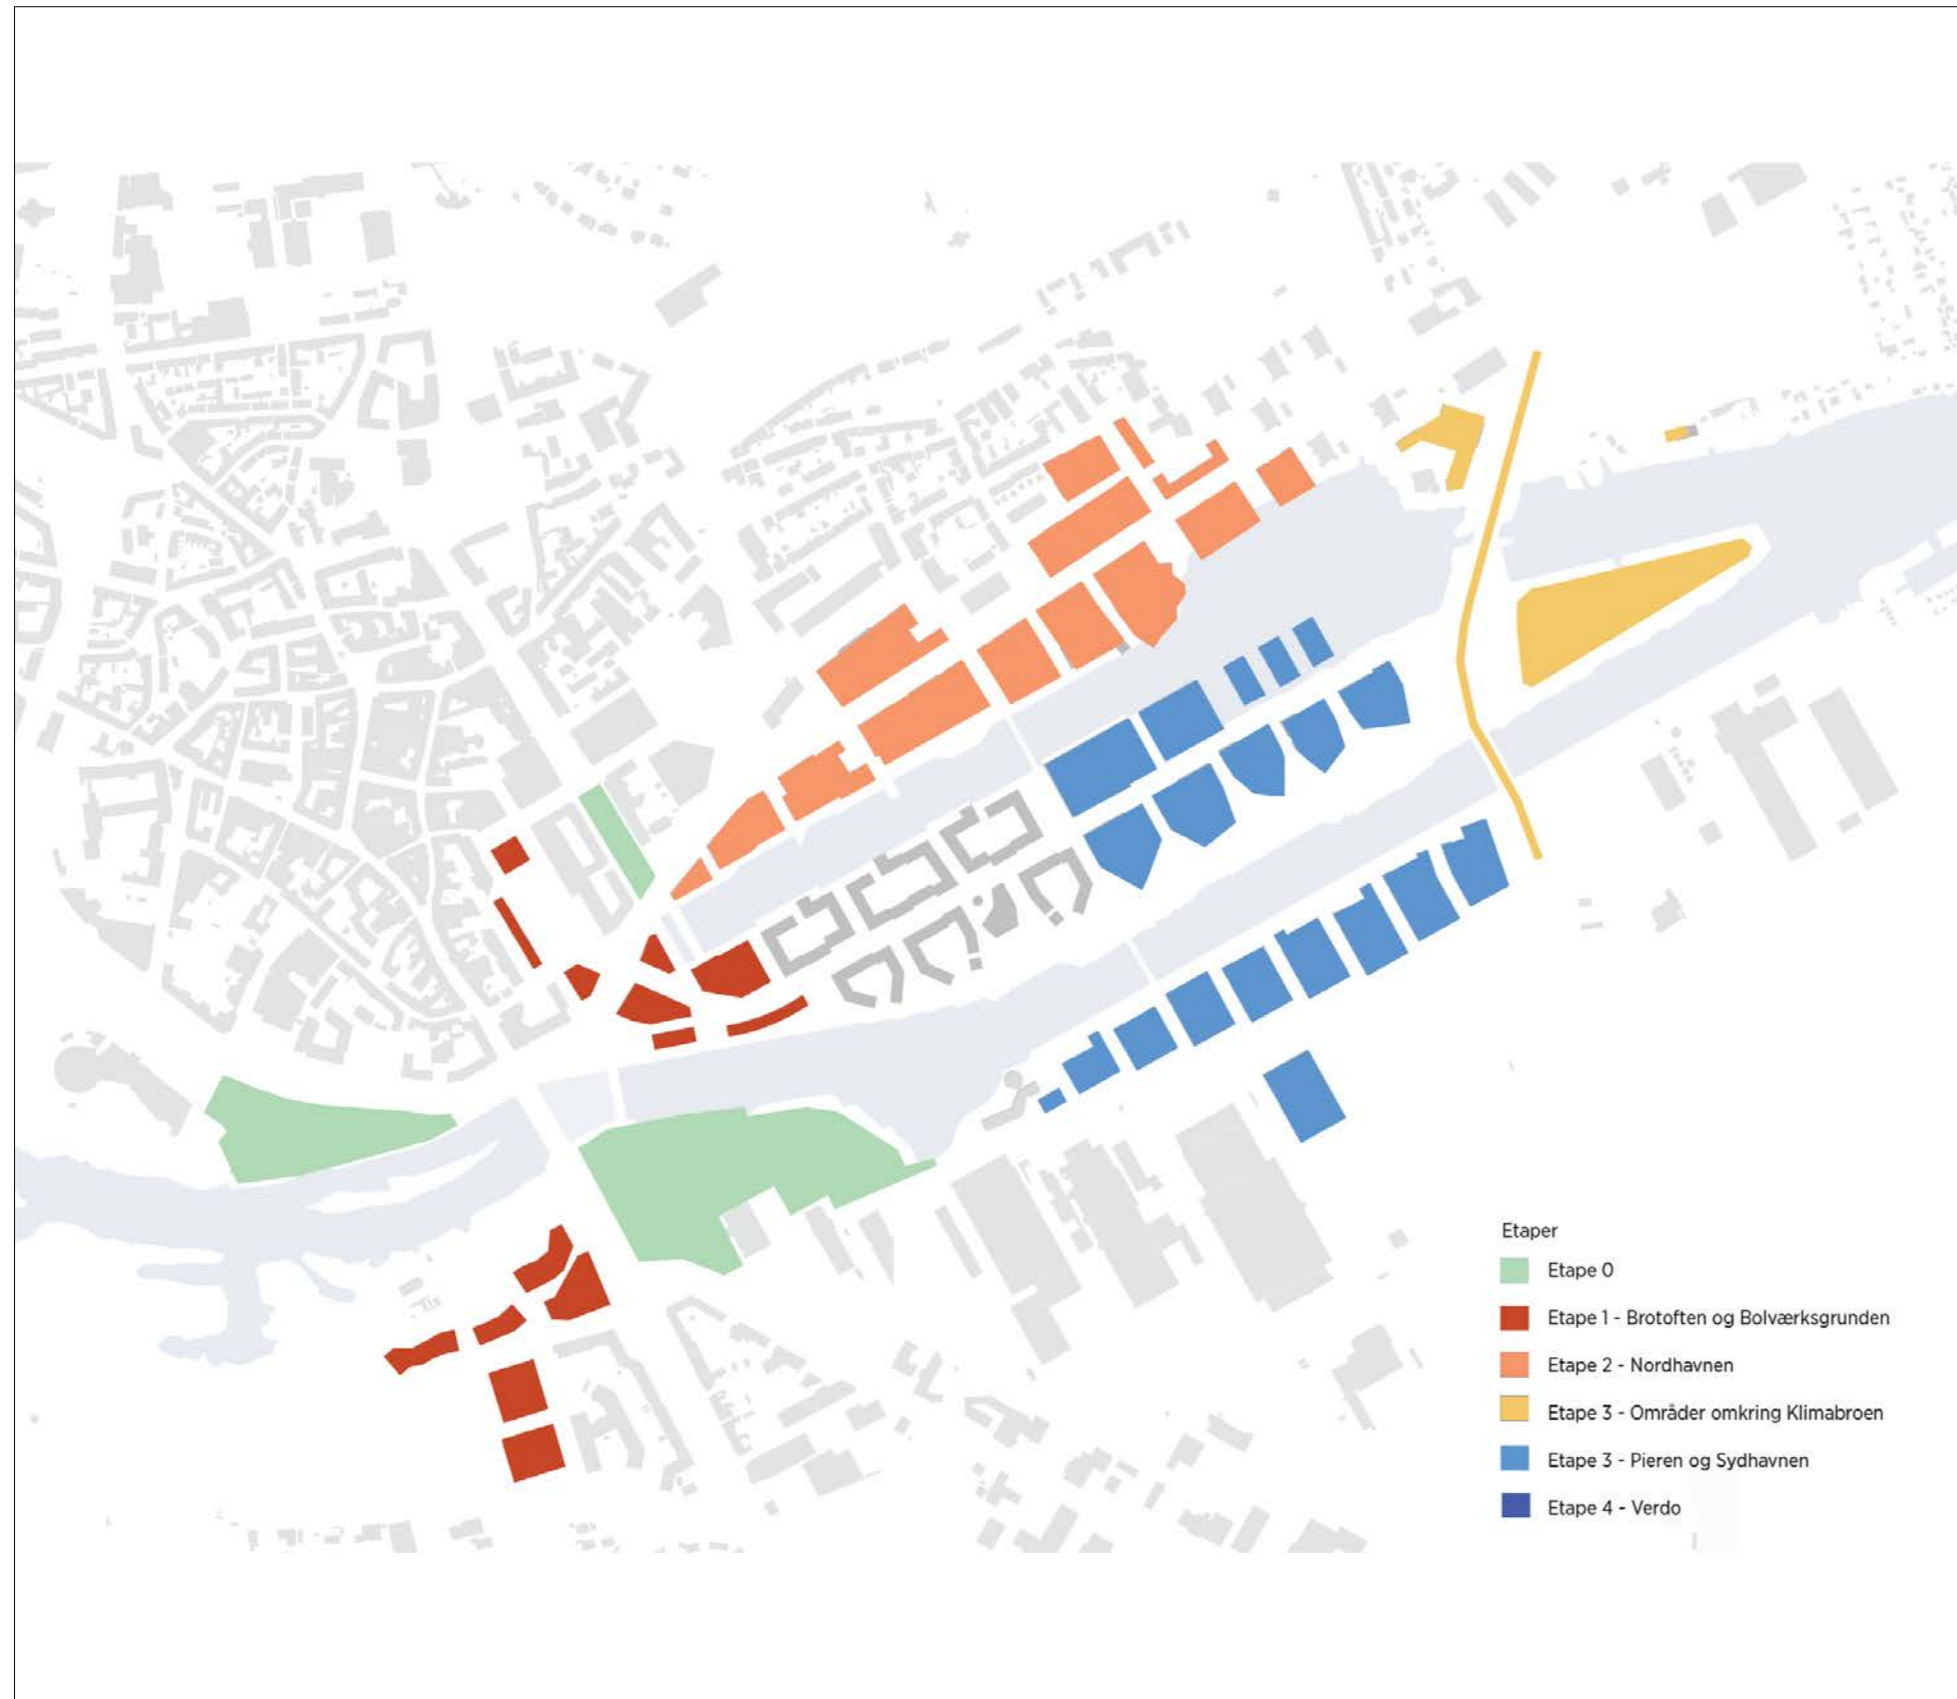 Etaper
Etape 0
Etape 1 - Brotoften og Bolværksgrunden
Etape 2 - Nordhavnen
Etape 3 - Områder omkring Klimabroen
Etape 3 - Pieren og Sydhavnen
Etape 4 - Verdo